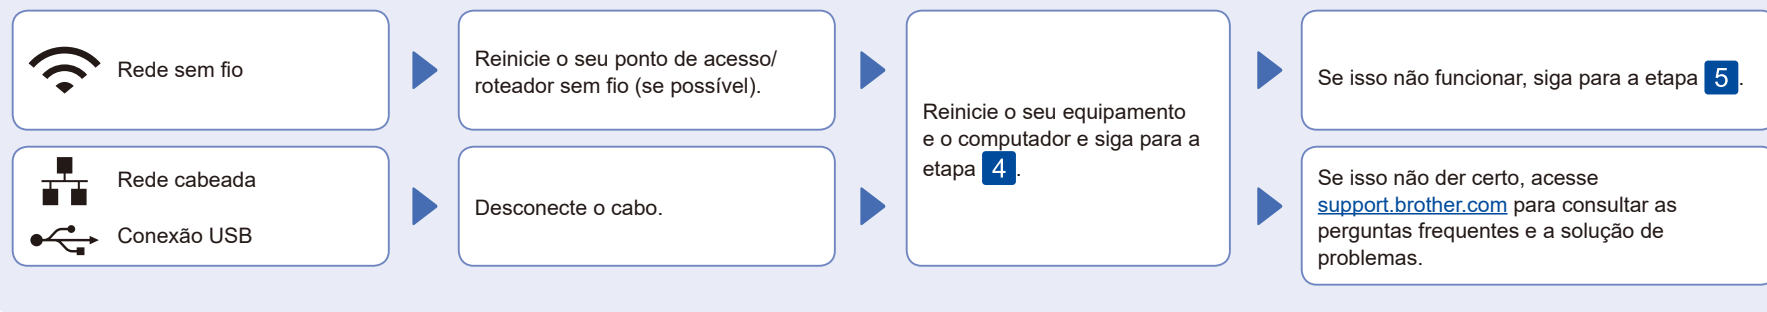 Rede sem fio
Reinicie o seu ponto de acesso/
roteador sem fio (se possível).
Rede cabeada
Conexão USB
Desconecte o cabo.
Reinicie o seu equipamento
e o computador e siga para a
etapa 4.
Se isso não funcionar, siga para a etapa 5.
Se isso não der certo, acesse
support.brother.com para consultar as
perguntas frequentes e a solução de
problemas.